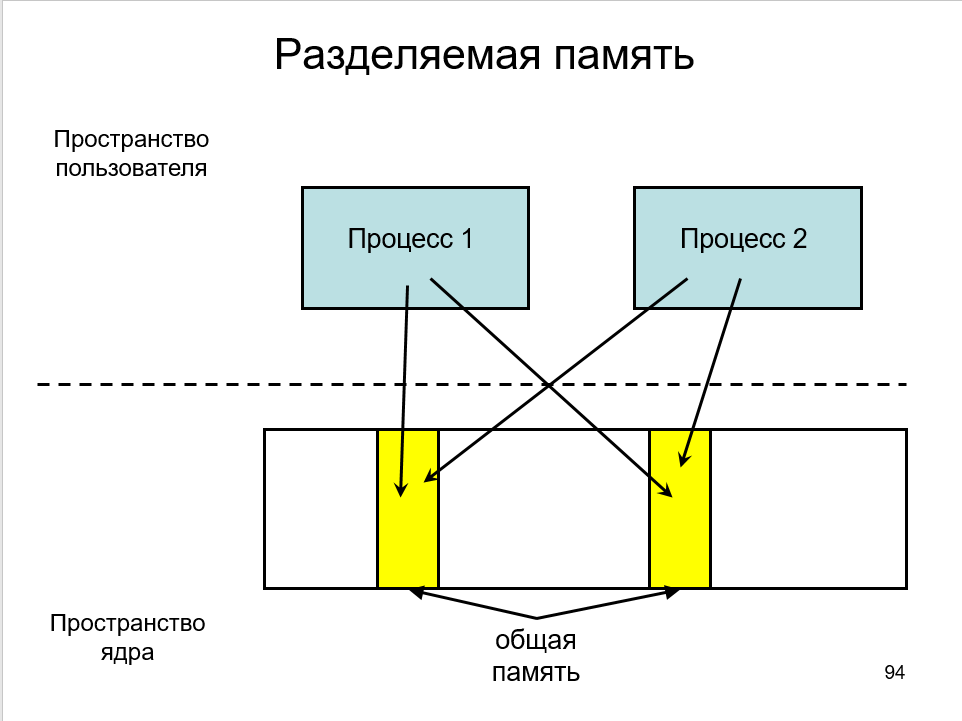 Разделяемая память
Пространство
пользователя
Процесс 1
Процесс 2
Пространство
ядра
общая
память
94